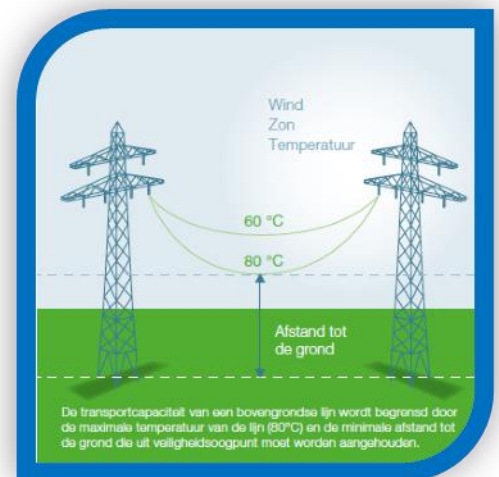 Wind
Zon
Temperatuur
60 °C
80 °C
Afstand tot
de grond
De transportcapaciteit van een bovengrondse lijn wordt begrensd door
de maximale temperatuur van de lijn (80°C) en de minimale afstand tot
de grond die uit veiligheidsoogpunt moet worden aangehouden.